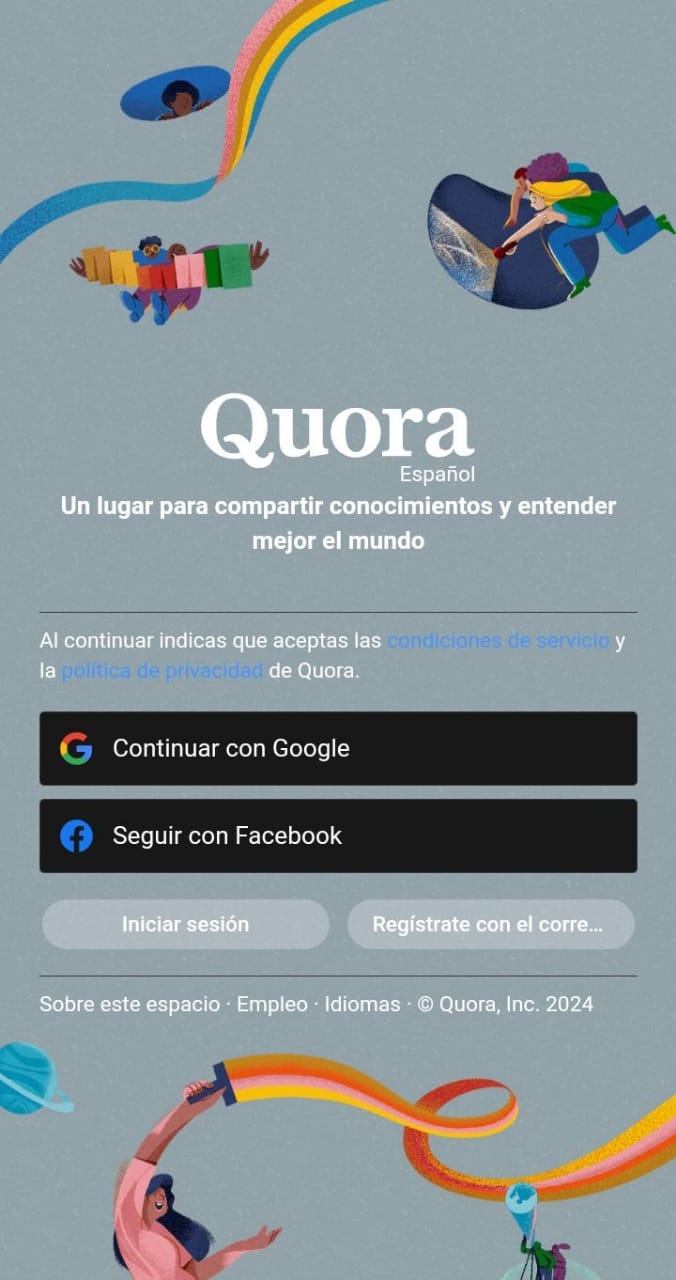 Quora
Español
Un lugar para compartir conocimientos y entender
mejor el mundo
Al continuar indicas que aceptas las condiciones de servicio y
la política de privacidad de Quora.
Continuar con Google
Seguir con Facebook
Iniciar sesión
Regístrate con el corre...
Sobre este espacio · Empleo · Idiomas · © Quora, Inc. 2024